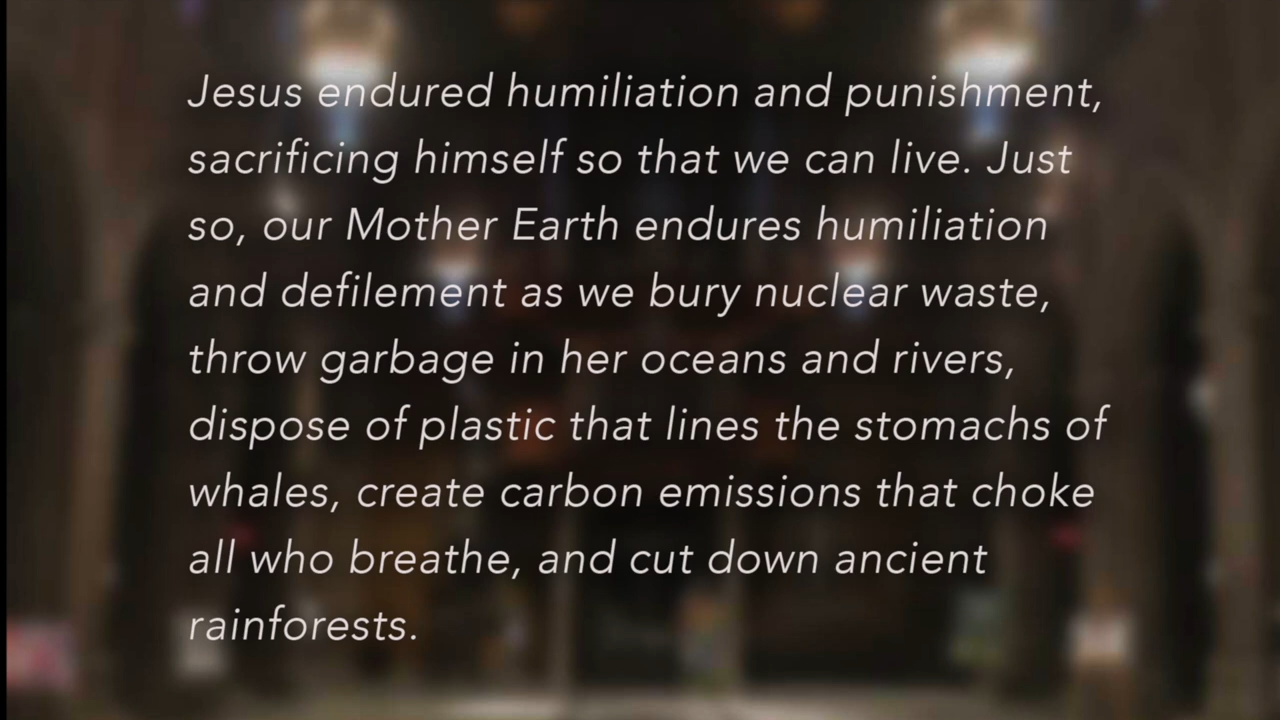 Jesus endured humiliation and punishment,
sacrificing himself so that we can live. Just
so, our Mother Earth endures humiliation
and defilement as we bury nuclear waste,
throw garbage in her oceans and rivers,
dispose of plastic that lines the stomachs of
whales, create carbon emissions that choke
all who breathe, and cut down ancient
rainforests.